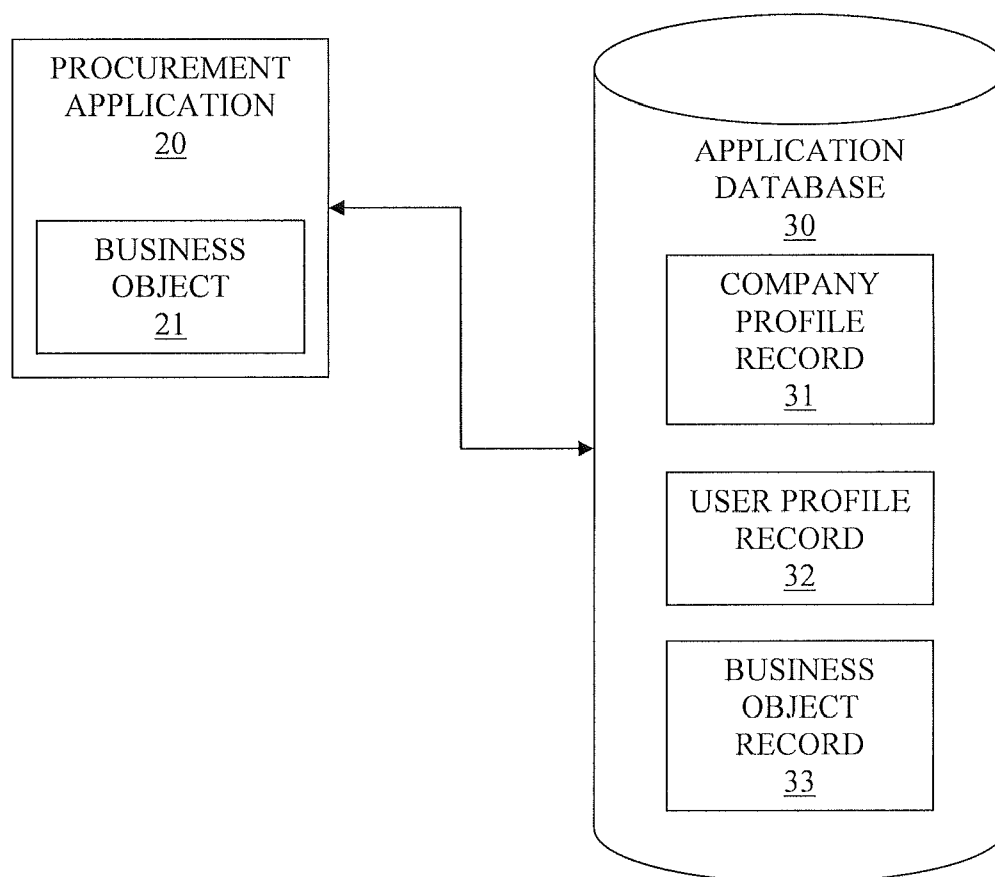 PROCUREMENT
APPLICATION
20
BUSINESS
OBJECT
21
APPLICATION
DATABASE
30
COMPANY
PROFILE
RECORD
31
USER PROFILE
RECORD
32
BUSINESS
OBJECT
RECORD
33